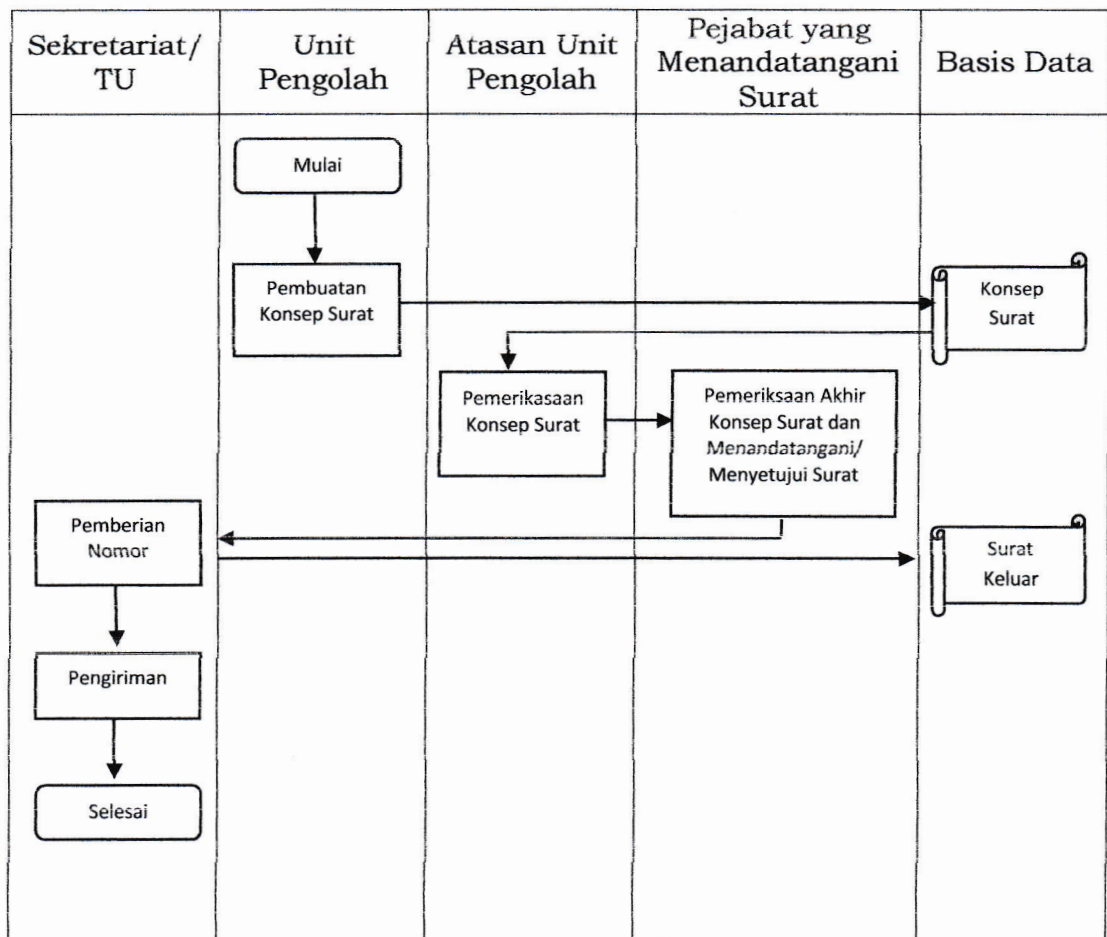 Sekretariat/
TU
Unit
Pengolah
Atasan Unit
Pengolah
Pejabat yang
Menandatangani
Surat
Basis Data
Mulai
Pembuatan
Konsep Surat
Konsep
Surat
Pemerikasaan
Konsep Surat
Pemeriksaan Akhir
Konsep Surat dan
Menandatangani/
Menyetujui Surat
Pemberian
Nomor
Surat
Keluar
Pengiriman
Selesai